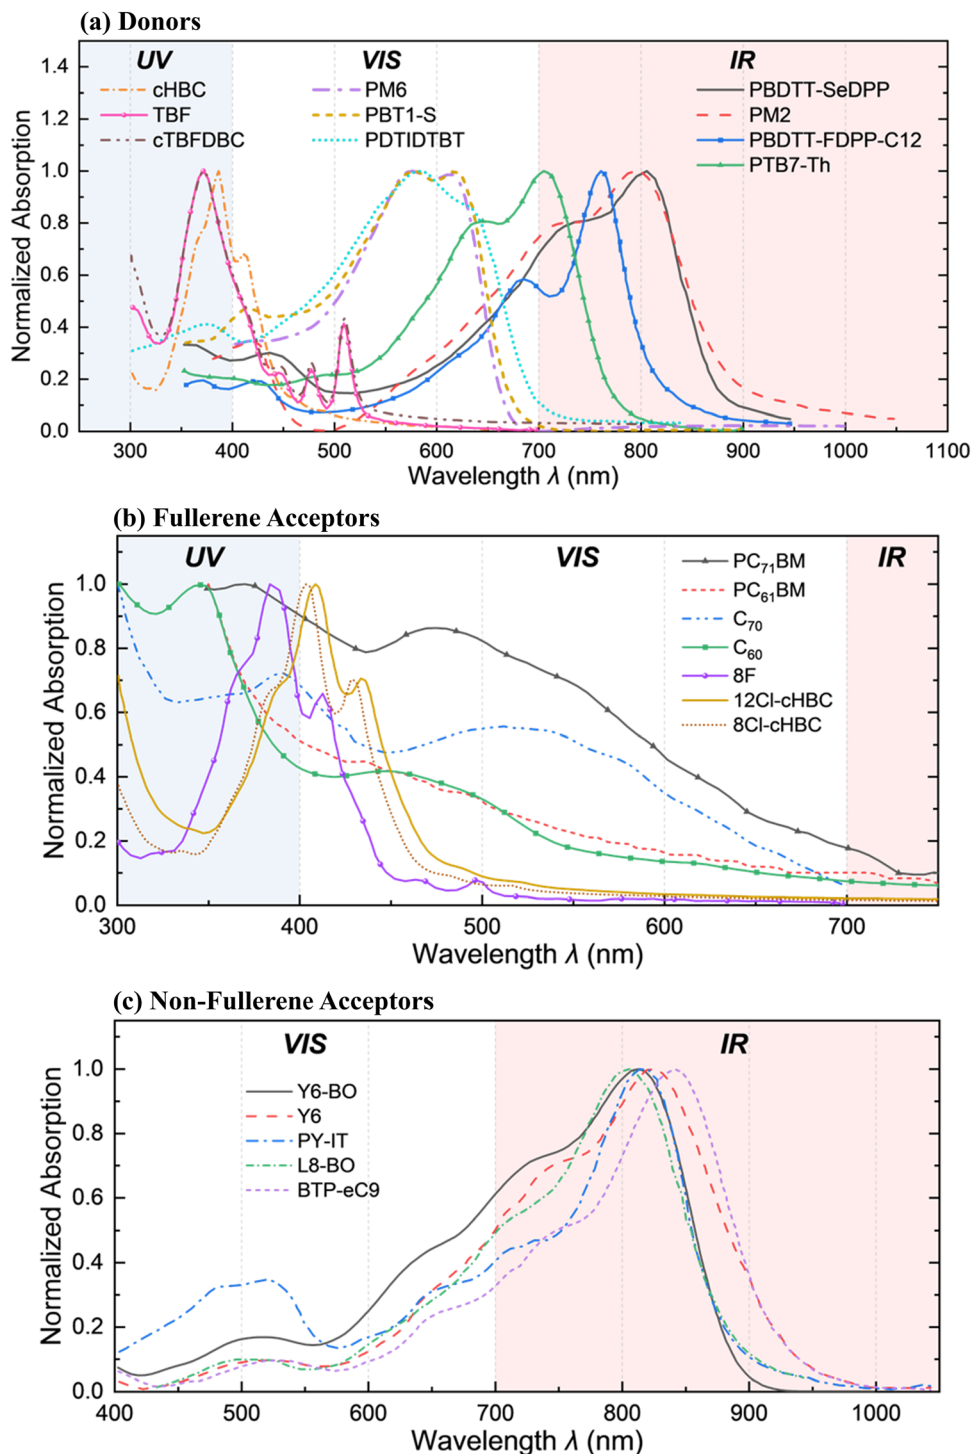 (a) Donors
UV VIS IR
cHBC PM6 PBDTT-SeDPP
TBF PBT1-S PM2
cTBFDBC PDTIDTBT PBDTT-FDPP-C12
PTB7-Th
Normalized Absorption
1.4
1.2
1.0
0.8
0.6
0.4
0.2
0.0
300 400 500 600 700 800 900 1000 1100
Wavelength λ (nm)
(b) Fullerene Acceptors
UV VIS IR
PC71BM
PC61BM
C70
C60
8F
12Cl-cHBC
8Cl-cHBC
Normalized Absorption
1.0
0.8
0.6
0.4
0.2
0.0
300 400 500 600 700
Wavelength λ (nm)
(c) Non-Fullerene Acceptors
VIS IR
Y6-BO
Y6
PY-IT
L8-BO
BTP-eC9
Normalized Absorption
1.0
0.8
0.6
0.4
0.2
0.0
400 500 600 700 800 900 1000
Wavelength λ (nm)